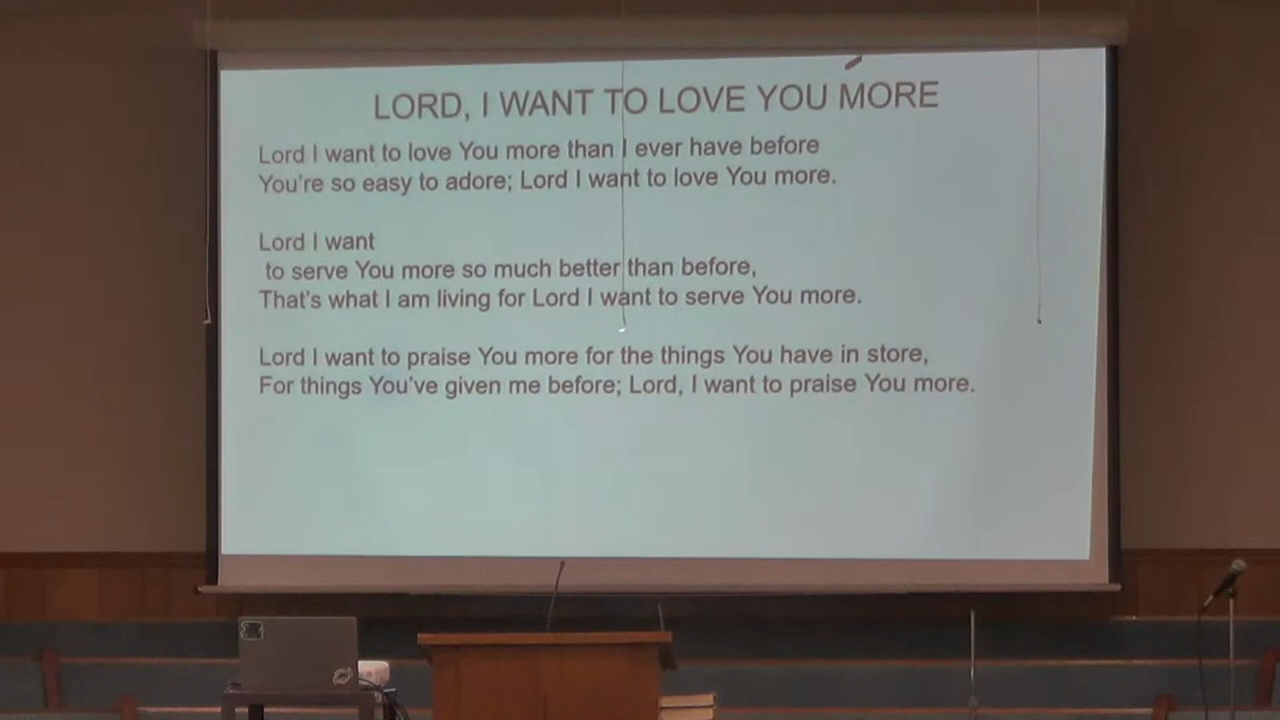 LORD, I WANT TO LOVE YOU MORE
Lord I want to love You more than I ever have before
You're so easy to adore; Lord I want to love You more.
Lord I want
to serve You more so much better than before,
That's what I am living for Lord I want to serve You more.
Lord I want to praise You more for the things You have in store,
For things You've given me before; Lord, I want to praise You more.